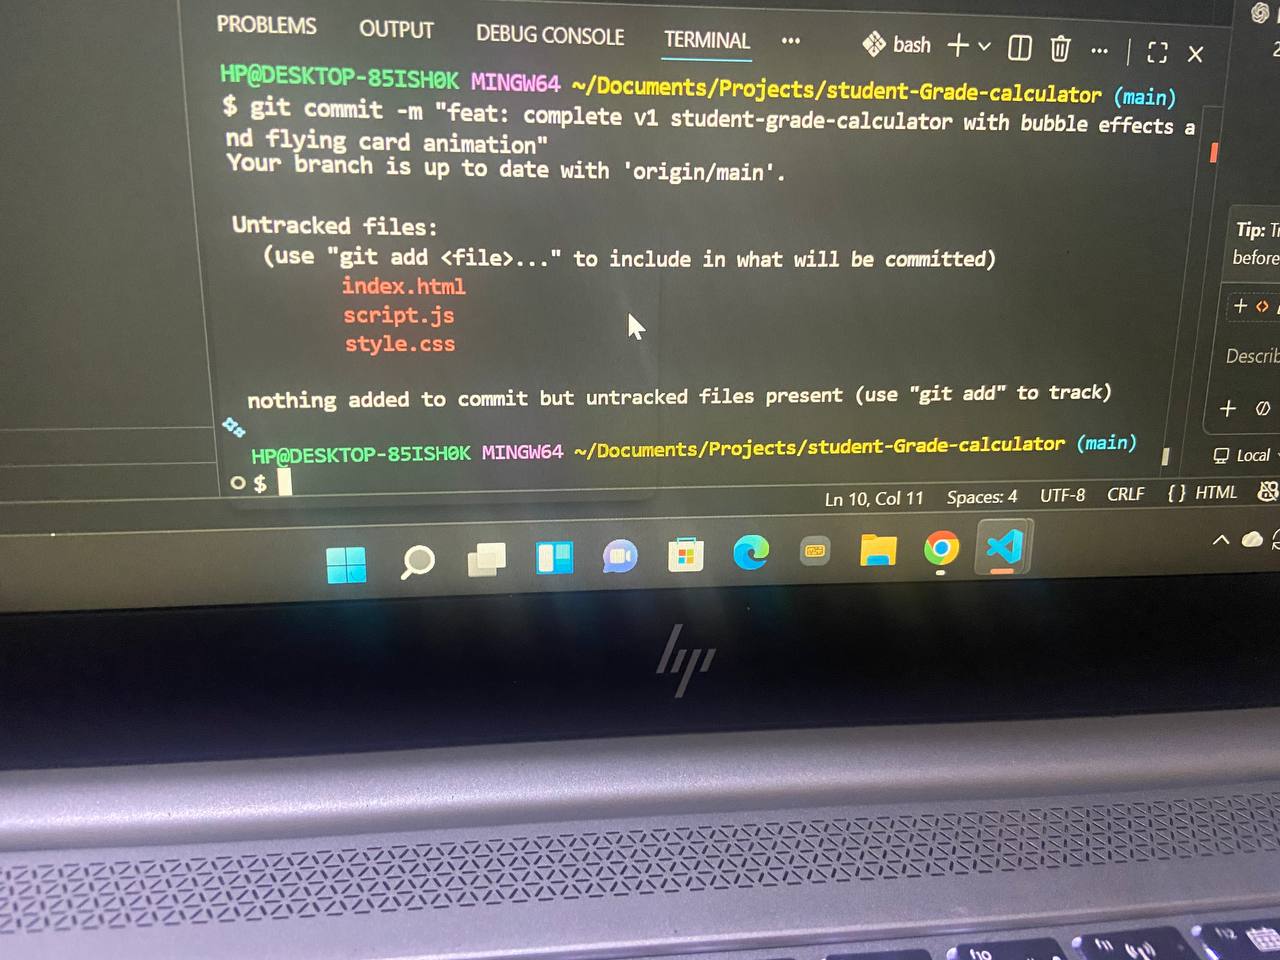 PROBLEMS OUTPUT DEBUG CONSOLE TERMINAL ... bash
HP@DESKTOP-85ISH0K MINGW64 ~/Documents/Projects/student-Grade-calculator (main)
$ git commit -m "feat: complete v1 student-grade-calculator with bubble effects a
nd flying card animation"
Your branch is up to date with 'origin/main'.
Untracked files:
(use "git add <file>..." to include in what will be committed)
index.html
script.js
style.css
nothing added to commit but untracked files present (use "git add" to track)
HP@DESKTOP-85ISH0K MINGW64 ~/Documents/Projects/student-Grade-calculator (main)
$
Tip:
before
Describ
Local
Ln 10, Col 11 Spaces: 4 UTF-8 CRLF {} HTML
hp
f10 f11 f12